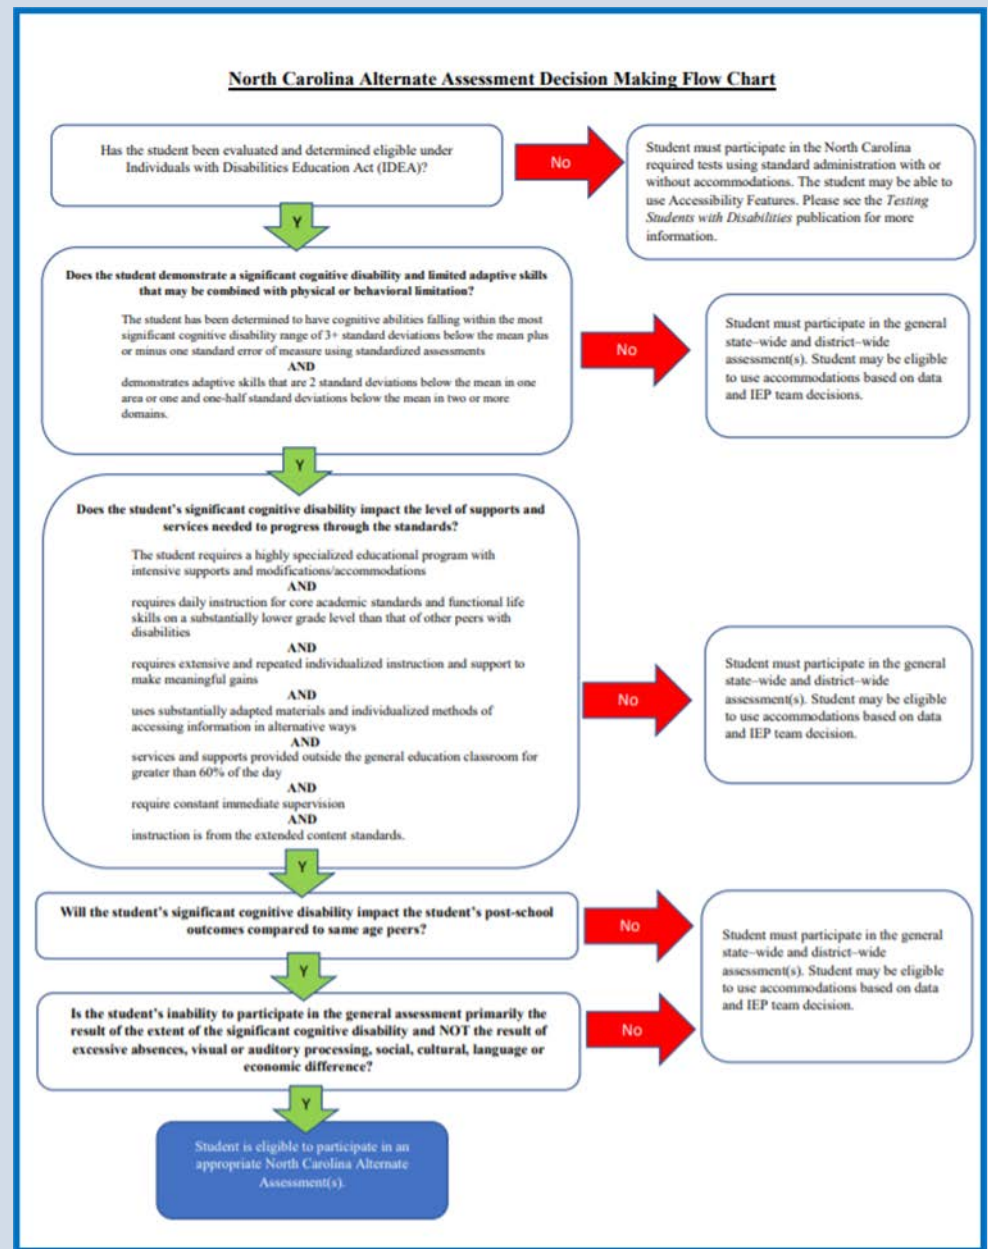 North Carolina Alternate Assessment Decision Making Flow Chart
Has the student been evaluated and determined eligible under
Individuals with Disabilities Education Act (IDEA)?
No
Student must participate in the North Carolina
required tests using standard administration with or
without accommodations. The student may be able to
use Accessibility Features. Please see the Testing
Students with Disabilities publication for more
information.
Y
Does the student demonstrate a significant cognitive disability and limited adaptive skills
that may be combined with physical or behavioral limitation?
The student has been determined to have cognitive abilities falling within the most
significant cognitive disability range of 3+ standard deviations below the mean plus
or minus one standard error of measure using standardized assessments
AND
demonstrates adaptive skills that are 2 standard deviations below the mean in one
area or one and one-half standard deviations below the mean in two or more
domains.
No
Student must participate in the general
state–wide and district–wide
assessment(s). Student may be eligible
to use accommodations based on data
and IEP team decisions.
Y
Does the student's significant cognitive disability impact the level of supports and
services needed to progress through the standards?
The student requires a highly specialized educational program with
intensive supports and modifications/accommodations
AND
requires daily instruction for core academic standards and functional life
skills on a substantially lower grade level than that of other peers with
disabilities
AND
requires extensive and repeated individualized instruction and support to
make meaningful gains
AND
uses substantially adapted materials and individualized methods of
accessing information in alternative ways
AND
services and supports provided outside the general education classroom for
greater than 60% of the day
AND
require constant immediate supervision
AND
instruction is from the extended content standards.
No
Student must participate in the general
state–wide and district–wide
assessment(s). Student may be eligible
to use accommodations based on data
and IEP team decision.
Y
Will the student's significant cognitive disability impact the student's post-school
outcomes compared to same age peers?
No
Student must participate in the general
state–wide and district–wide
assessment(s). Student may be eligible
to use accommodations based on data
and IEP team decision.
Y
Is the student's inability to participate in the general assessment primarily the
result of the extent of the significant cognitive disability and NOT the result of
excessive absences, visual or auditory processing, social, cultural, language or
economic difference?
No
Y
Student is eligible to participate in an
appropriate North Carolina Alternate
Assessment(s).